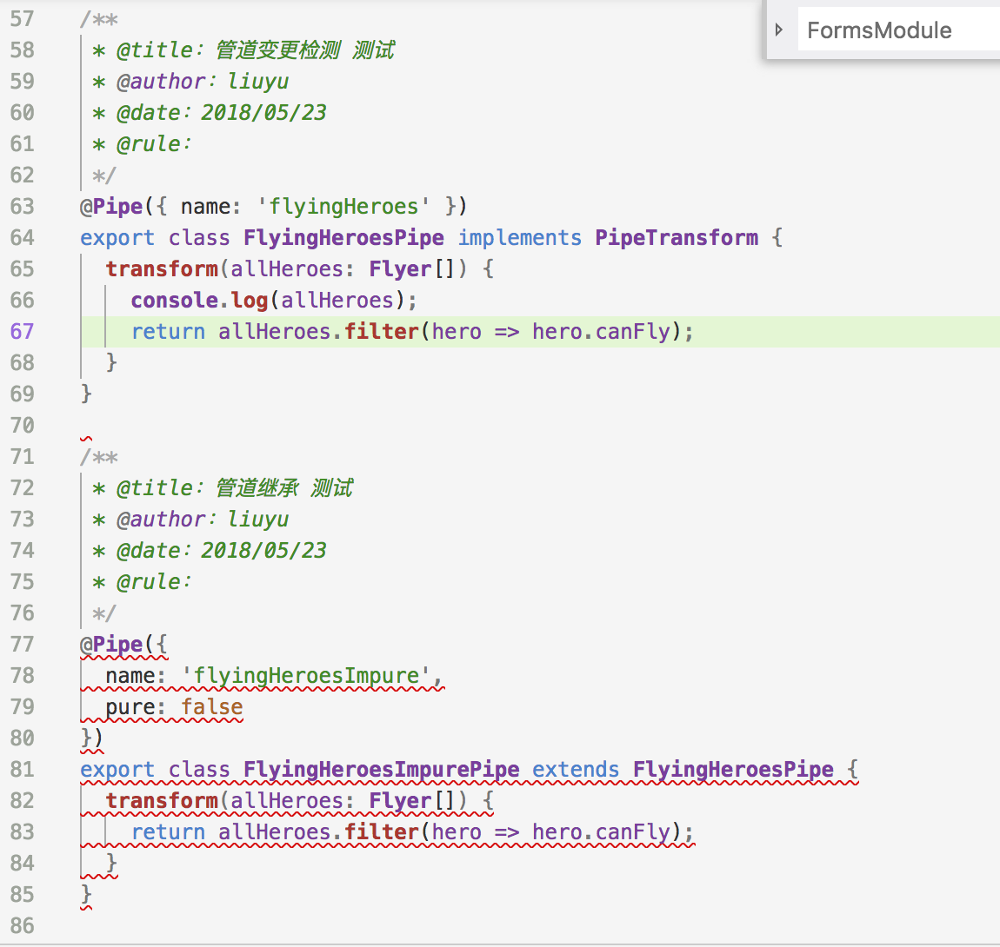 57 /**
58 * @title: 管道变更检测 测试
59 * @author: liuyu
60 * @date: 2018/05/23
61 * @rule:
62 */
63 @Pipe({ name: 'flyingHeroes' })
64 export class FlyingHeroesPipe implements PipeTransform {
65 transform(allHeroes: Flyer[]) {
66 console.log(allHeroes);
67 return allHeroes.filter(hero => hero.canFly);
68 }
69 }
70
71 /**
72 * @title: 管道继承 测试
73 * @author: liuyu
74 * @date: 2018/05/23
75 * @rule:
76 */
77 @Pipe({
78 name: 'flyingHeroesImpure',
79 pure: false
80 })
81 export class FlyingHeroesImpurePipe extends FlyingHeroesPipe {
82 transform(allHeroes: Flyer[]) {
83 return allHeroes.filter(hero => hero.canFly);
84 }
85 }
86
FormsModule